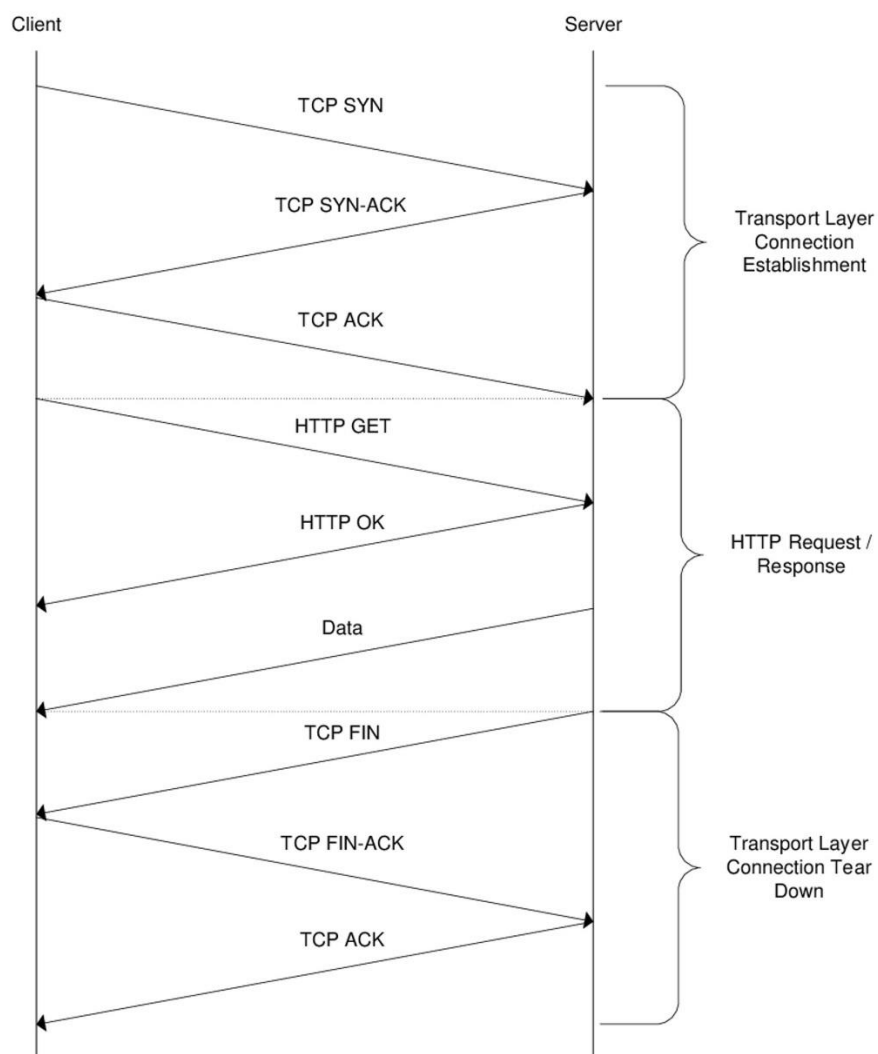 Client
Server
TCP SYN
TCP SYN-ACK
Transport Layer
Connection
Establishment
TCP ACK
HTTP GET
HTTP OK
HTTP Request /
Response
Data
TCP FIN
TCP FIN-ACK
Transport Layer
Connection Tear
Down
TCP ACK